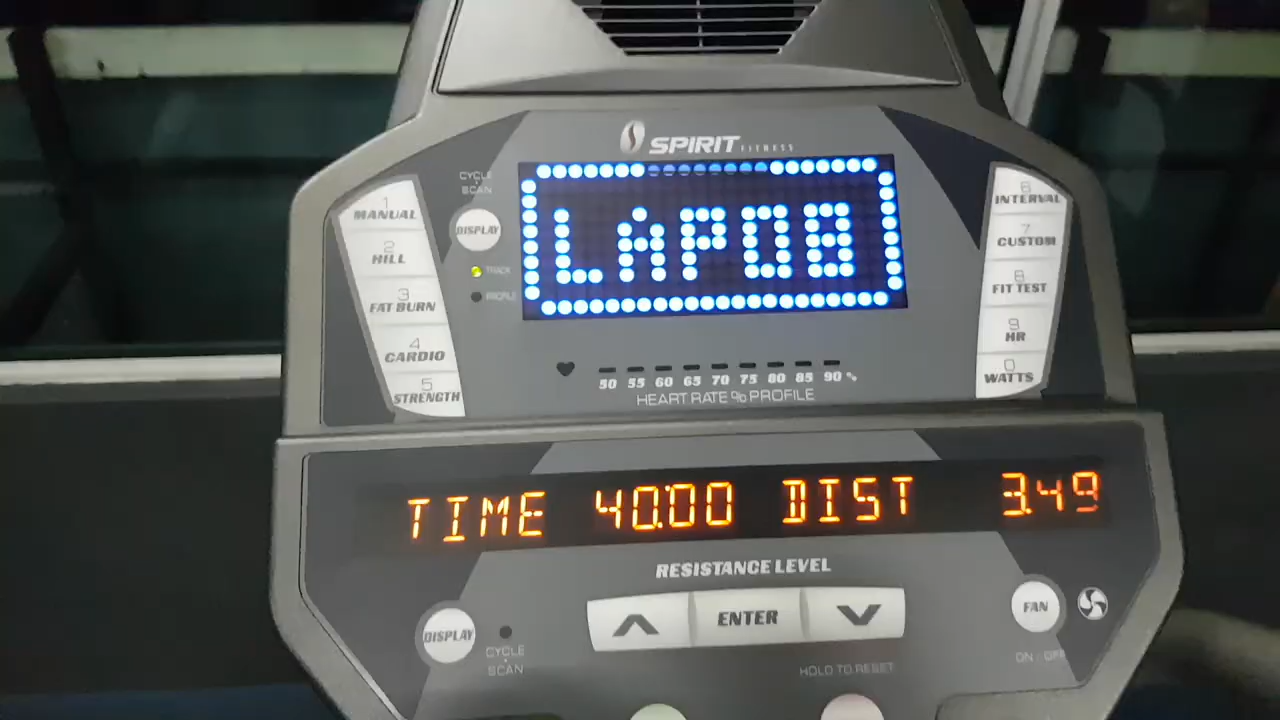 SPIRIT FITNESS
CYCLE
SCAN
DISPLAY
TRACK
PROFILE
1
MANUAL
2
HILL
3
FAT BURN
4
CARDIO
5
STRENGTH
LAP08
6
INTERVAL
7
CUSTOM
8
FIT TEST
9
HR
0
WATTS
50 55 60 65 70 75 80 85 90 %
HEART RATE % PROFILE
TIME 40:00 DIST 3.49
RESISTANCE LEVEL
ENTER
DISPLAY
CYCLE
SCAN
HOLD TO RESET
FAN
ON / OFF